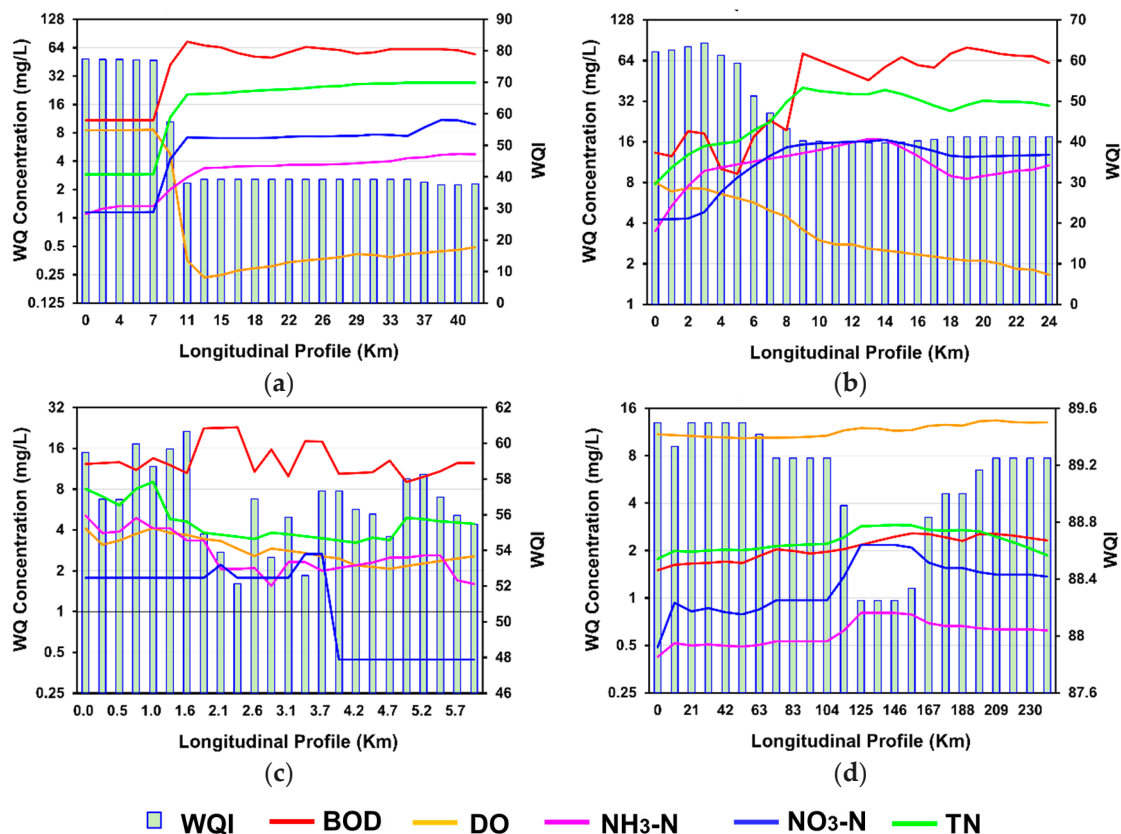 128 64 32 16 8 4 2 1 0.5 0.25 0.125
WQ Concentration (mg/L)
90 80 70 60 50 40 30 20 10 0
WQI
0 4 7 11 15 18 22 26 29 33 37 40
Longitudinal Profile (Km)
(a)
128 64 32 16 8 4 2 1
WQ Concentration (mg/L)
70 60 50 40 30 20 10 0
WQI
0 2 4 6 8 10 12 14 16 18 20 22 24
Longitudinal Profile (Km)
(b)
32 16 8 4 2 1 0.5 0.25
WQ Concentration (mg/L)
62 60 58 56 54 52 50 48 46
WQI
0.0 0.5 1.0 1.6 2.1 2.6 3.1 3.7 4.2 4.7 5.2 5.7
Longitudinal Profile (Km)
(c)
16 8 4 2 1 0.5 0.25
WQ Concentration (mg/L)
89.6 89.2 88.8 88.4 88 87.6
WQI
0 21 42 63 83 104 125 146 167 188 209 230
Longitudinal Profile (Km)
(d)
WQI BOD DO NH3-N NO3-N TN